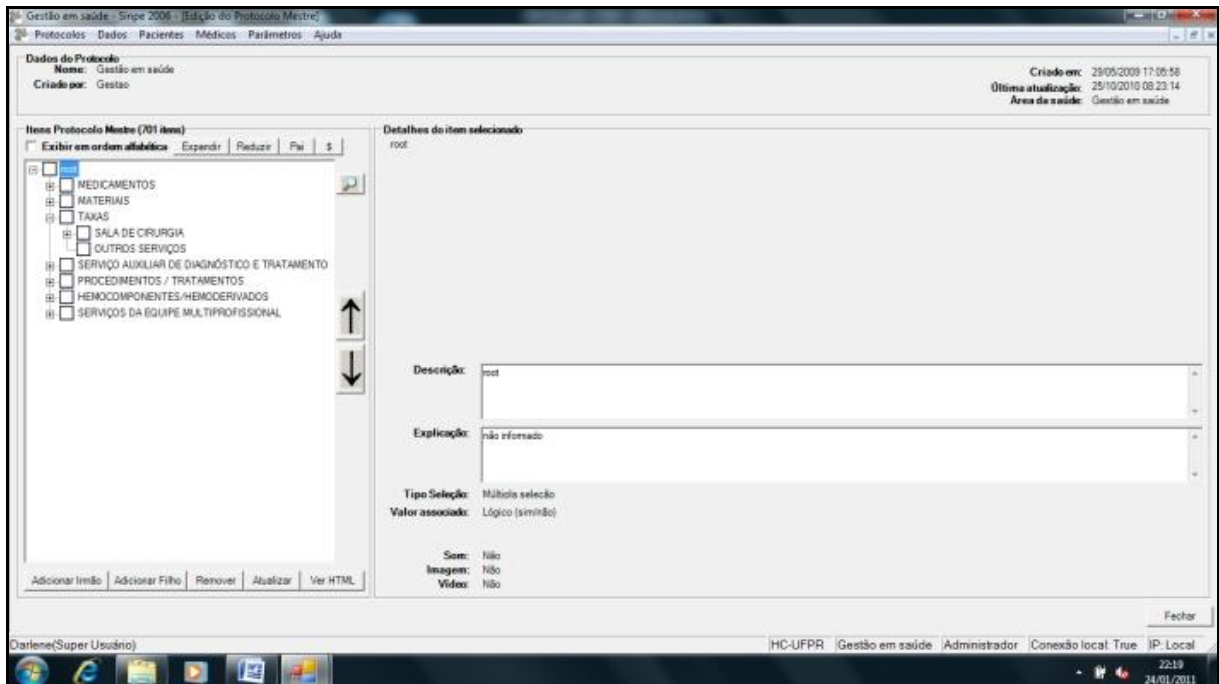 Gestão em saúde - Sinpe 2006 - [Edição do Protocolo Mestre]
Protocolos Dados Pacientes Médicos Parâmetros Ajuda
Dados do Protocolo
Nome: Gestão em saúde
Criado por: Gestao
Criado em: 29/05/2009 17:05:58
Última atualização: 25/10/2010 08:23:14
Área da saúde: Gestão em saúde
Itens Protocolo Mestre (701 itens)
Exibir em ordem alfabética Expandir Reduzir Pai $
root
MEDICAMENTOS
MATERIAIS
TAXAS
SALA DE CIRURGIA
OUTROS SERVIÇOS
SERVIÇO AUXILIAR DE DIAGNÓSTICO E TRATAMENTO
PROCEDIMENTOS / TRATAMENTOS
HEMOCOMPONENTES/HEMODERIVADOS
SERVIÇOS DA EQUIPE MULTIPROFISSIONAL
Adicionar Irmão Adicionar Filho Remover Atualizar Ver HTML
Detalhes do item selecionado
root
Descrição: root
Explicação: não informado
Tipo Seleção: Múltipla seleção
Valor associado: Lógico (sim/não)
Som: Não
Imagem: Não
Vídeo: Não
Fechar
Darlene(Super Usuário) HC-UFPR Gestão em saúde Administrador Conexão local: True IP: Local
22:19
24/01/2011